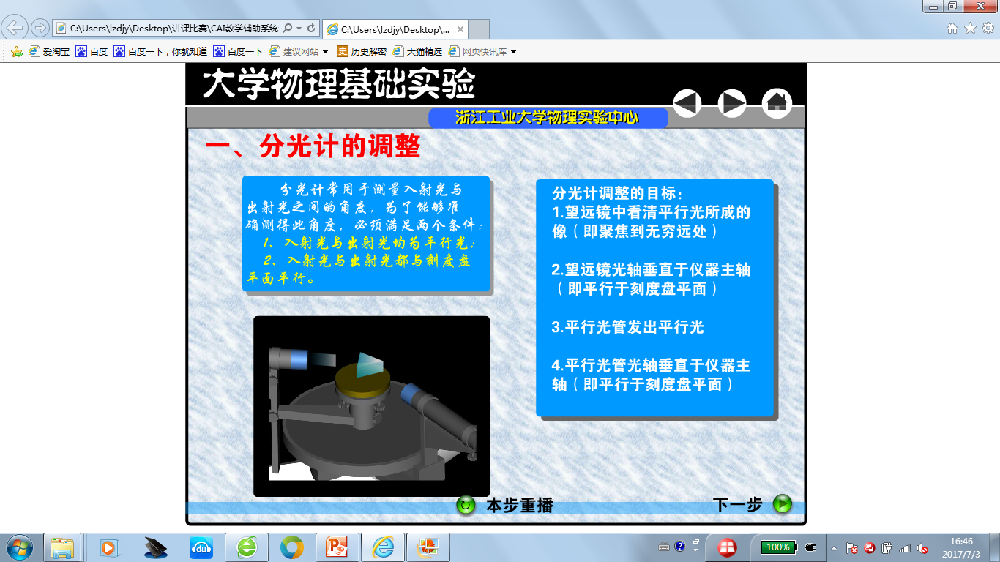 C:\Users\lzdjy\Desktop\讲课比赛\CAI教学辅助系统
C:\Users\lzdjy\Desktop\...
爱淘宝 百度 百度一下，你就知道 百度一下 建议网站 史 历史解密 天猫精选 网页快讯库
大学物理基础实验
浙江工业大学物理实验中心
一、分光计的调整
分光计常用于测量入射光与
出射光之间的角度，为了能够准
确测得此角度，必须满足两个条件：
1、入射光与出射光均为平行光；
2、入射光与出射光都与刻度盘
平面平行。
分光计调整的目标：
1.望远镜中看清平行光所成的
像（即聚焦到无穷远处）
2.望远镜光轴垂直于仪器主轴
（即平行于刻度盘平面）
3.平行光管发出平行光
4.平行光管光轴垂直于仪器主
轴（即平行于刻度盘平面）
本步重播
下一步
du
100%
16:46
2017/7/3